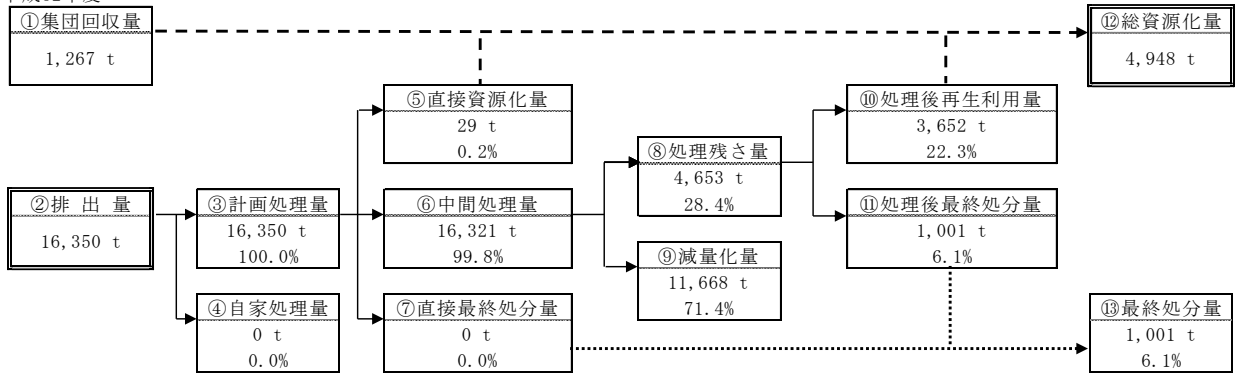 ①集団回収量
1,267 t
⑫総資源化量
4,948 t
⑤直接資源化量
29 t
0.2%
⑩処理後再生利用量
3,652 t
22.3%
⑧処理残さ量
4,653 t
28.4%
②排 出 量
16,350 t
③計画処理量
16,350 t
100.0%
⑥中間処理量
16,321 t
99.8%
⑪処理後最終処分量
1,001 t
6.1%
⑨減量化量
11,668 t
71.4%
④自家処理量
0 t
0.0%
⑦直接最終処分量
0 t
0.0%
⑬最終処分量
1,001 t
6.1%